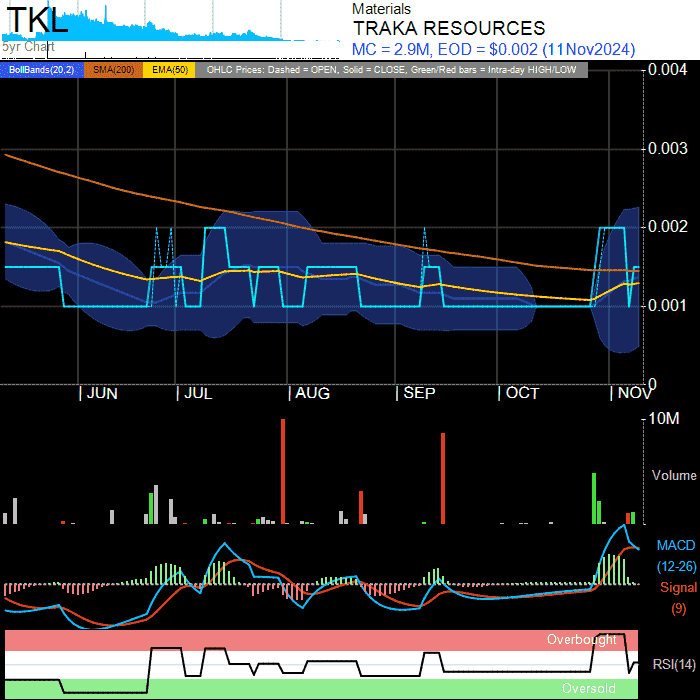 TKL
5yr Chart
Materials
TRAKA RESOURCES
MC = 2.9M, EOD = $0.002 (11Nov2024)
BollBands(20,2) SMA(200) EMA(50) OHLC Prices: Dashed = OPEN, Solid = CLOSE, Green/Red bars = Intra-day HIGH/LOW
0.004
0.003
0.002
0.001
0
| JUN | JUL | AUG | SEP | OCT | NOV
10M
Volume
MACD
(12-26)
Signal
(9)
Overbought
RSI(14)
Oversold